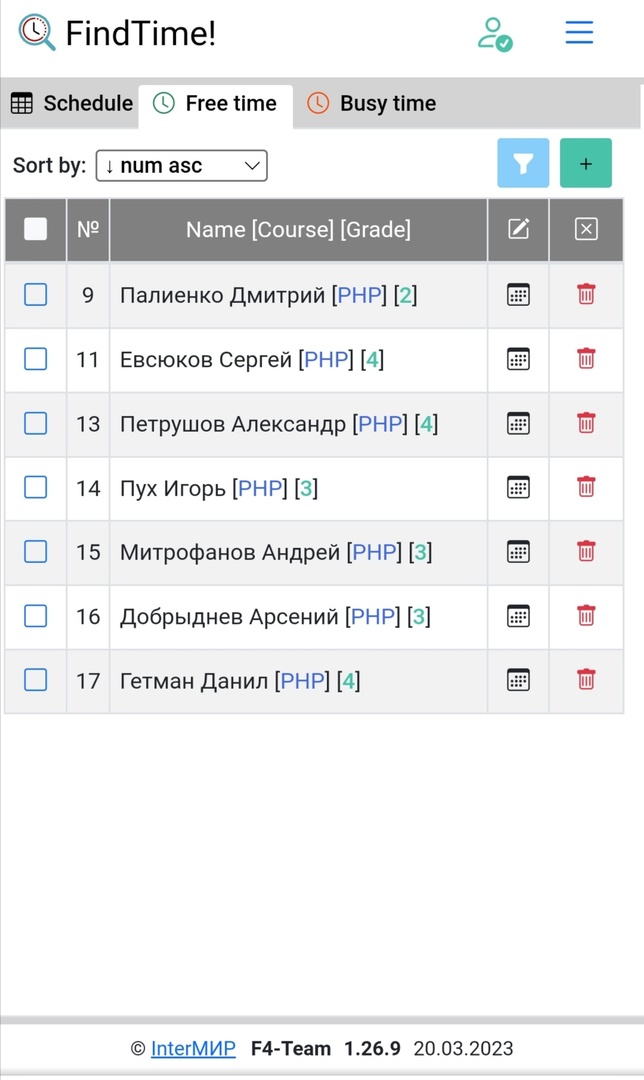 FindTime!
Schedule Free time Busy time
Sort by: ↓ num asc +
Nº Name [Course] [Grade]
9 Палиенко Дмитрий [PHP] [2]
11 Евсюков Сергей [PHP] [4]
13 Петрушов Александр [PHP] [4]
14 Пух Игорь [PHP] [3]
15 Митрофанов Андрей [PHP] [3]
16 Добрыднев Арсений [PHP] [3]
17 Гетман Данил [PHP] [4]
© InterМИР F4-Team 1.26.9 20.03.2023